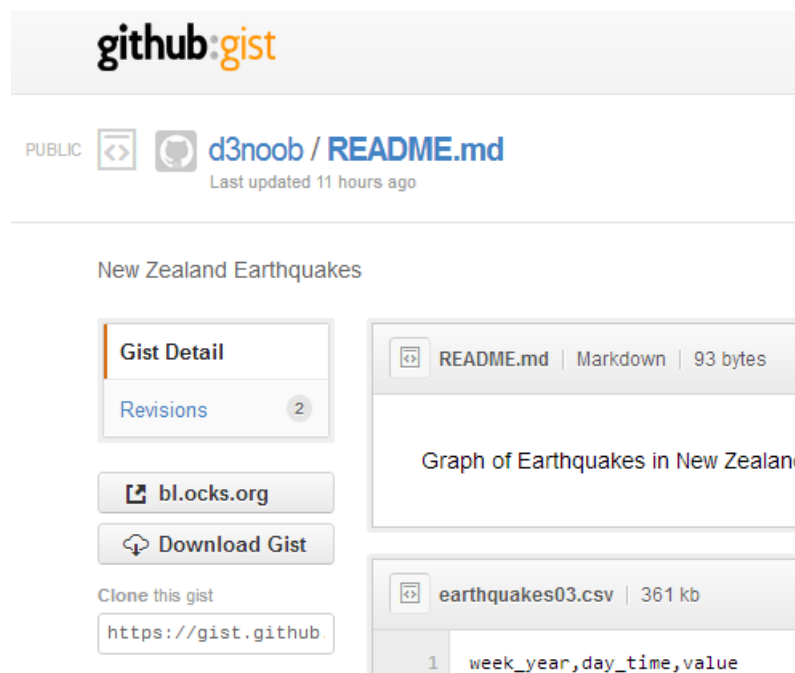 github:gist
PUBLIC
d3noob / README.md
Last updated 11 hours ago
New Zealand Earthquakes
Gist Detail
Revisions 2
bl.ocks.org
Download Gist
Clone this gist
https://gist.github.
README.md | Markdown | 93 bytes
Graph of Earthquakes in New Zealan
earthquakes03.csv | 361 kb
1 week_year,day_time,value